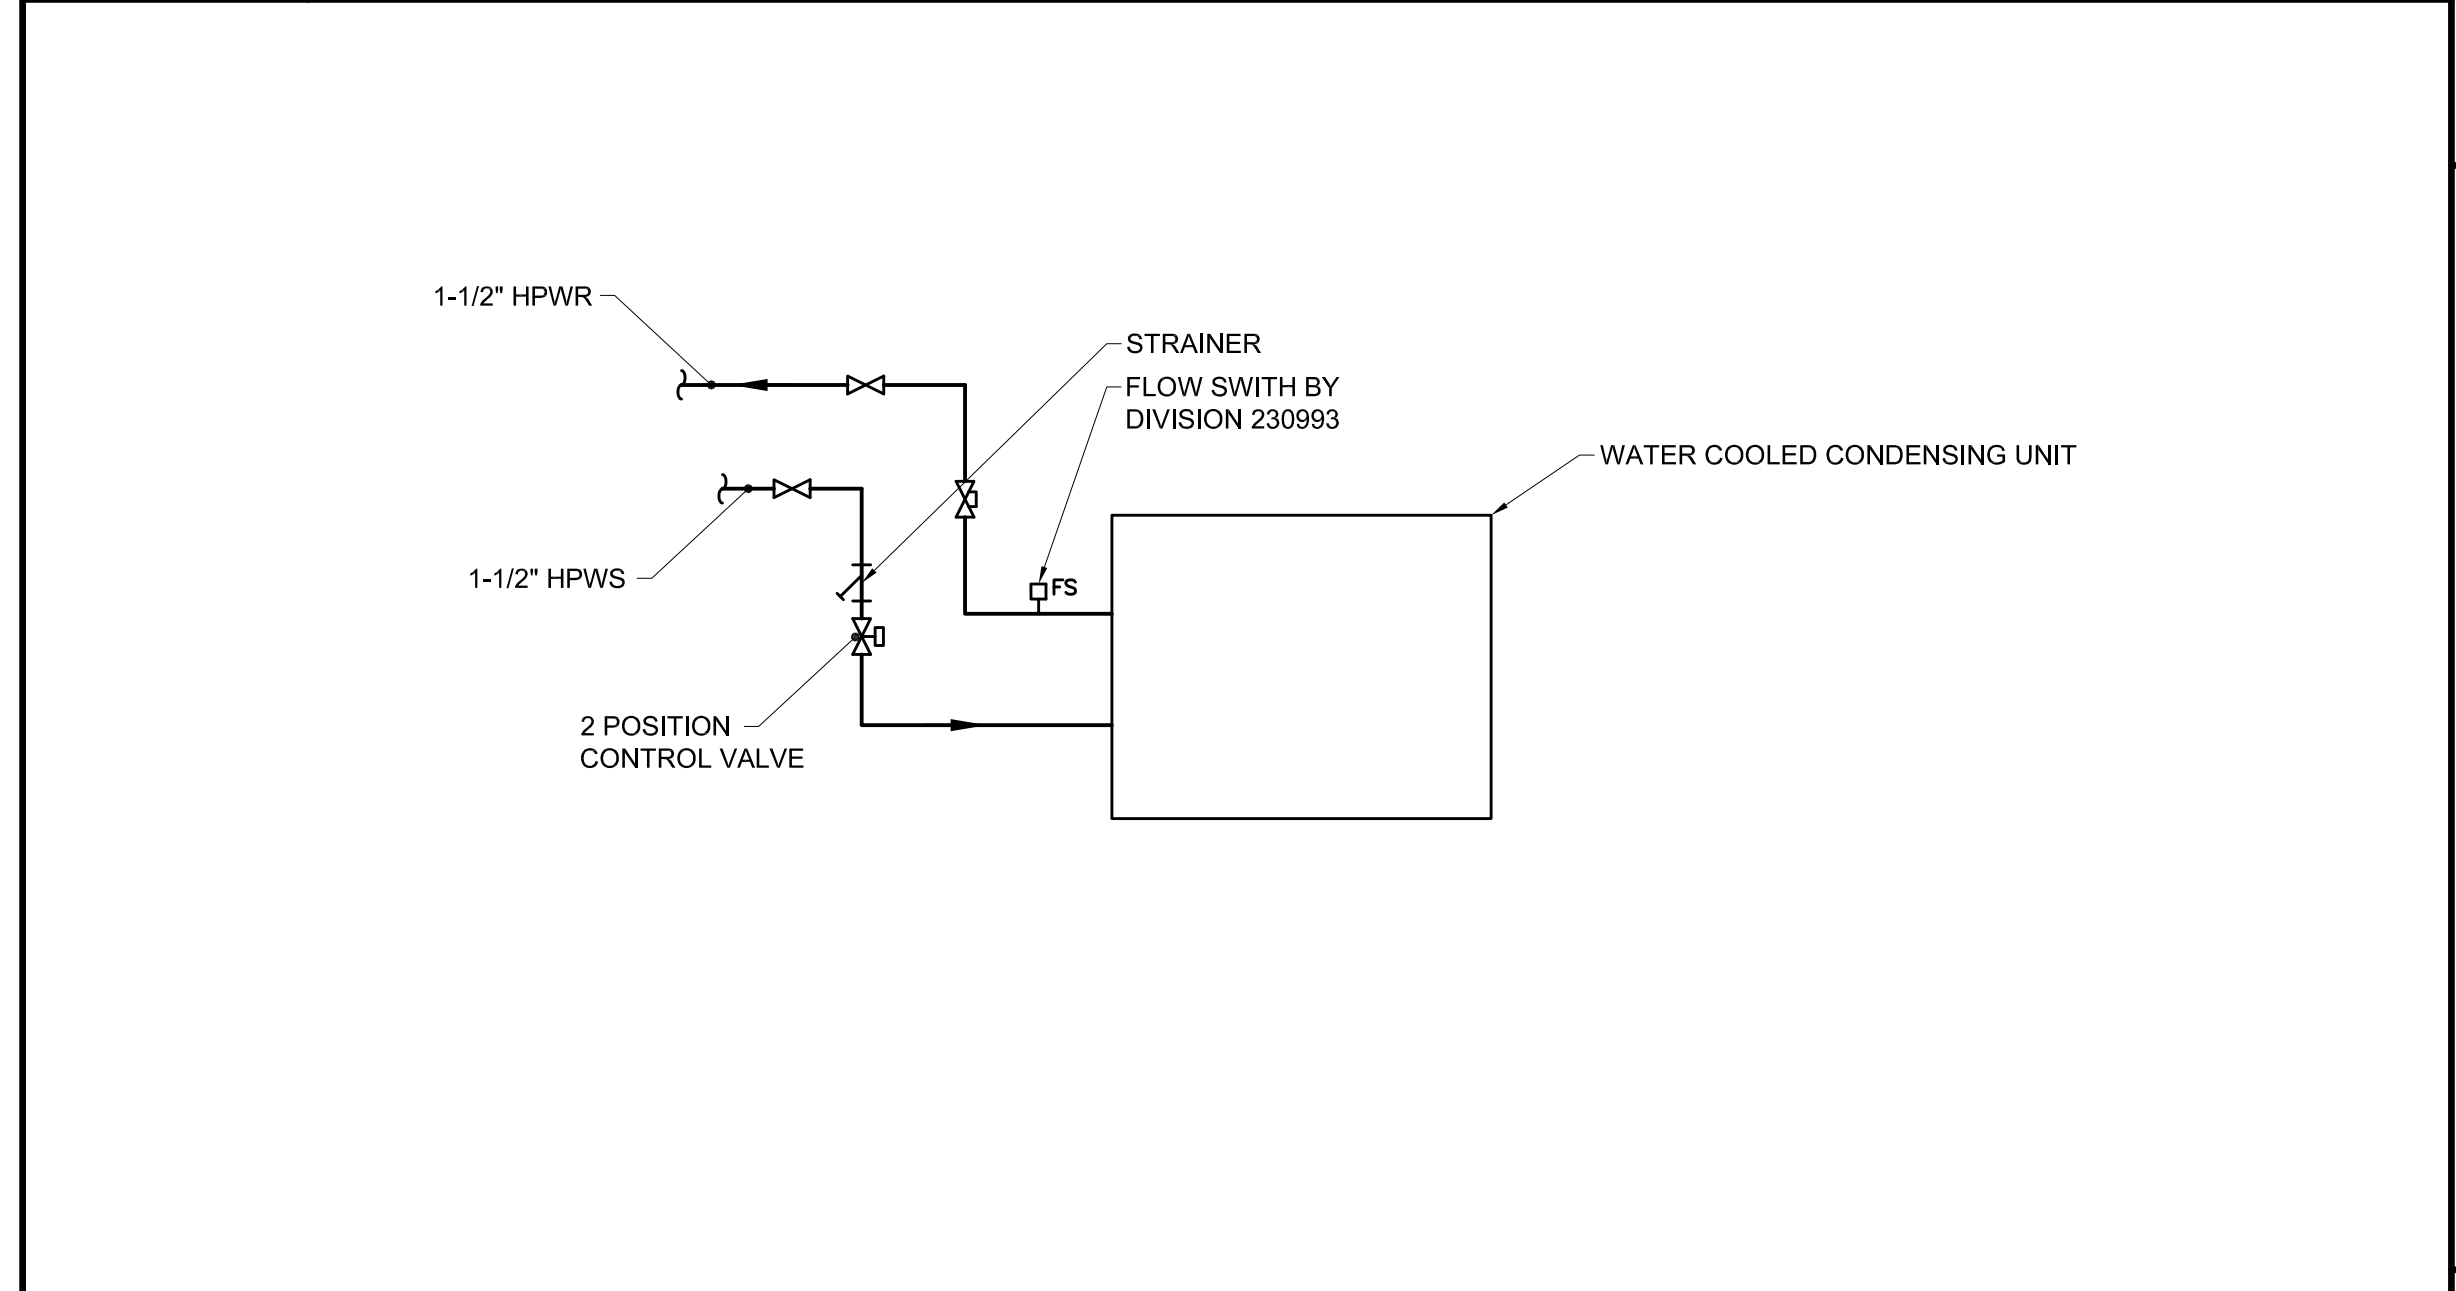 1-1/2" HPWR
STRAINER
FLOW SWITH BY
DIVISION 230993
WATER COOLED CONDENSING UNIT
1-1/2" HPWS
FS
2 POSITION
CONTROL VALVE